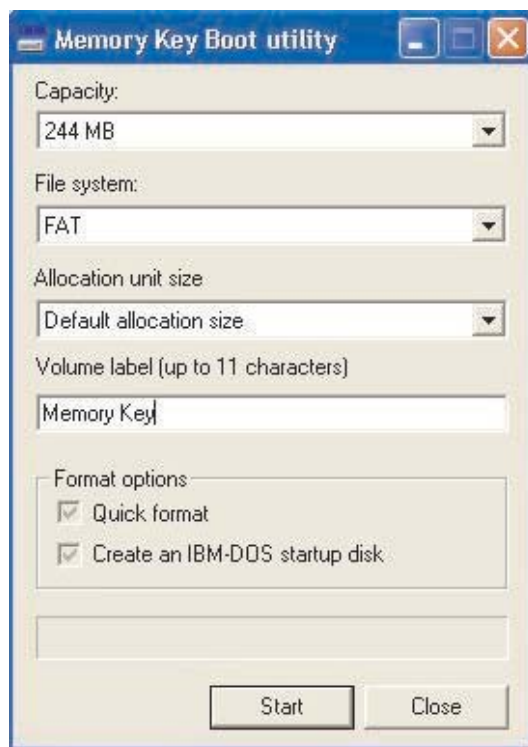 Memory Key Boot utility
Capacity:
244 MB
File system:
FAT
Allocation unit size
Default allocation size
Volume label (up to 11 characters)
Memory Key
Format options
Quick format
Create an IBM-DOS startup disk
Start Close